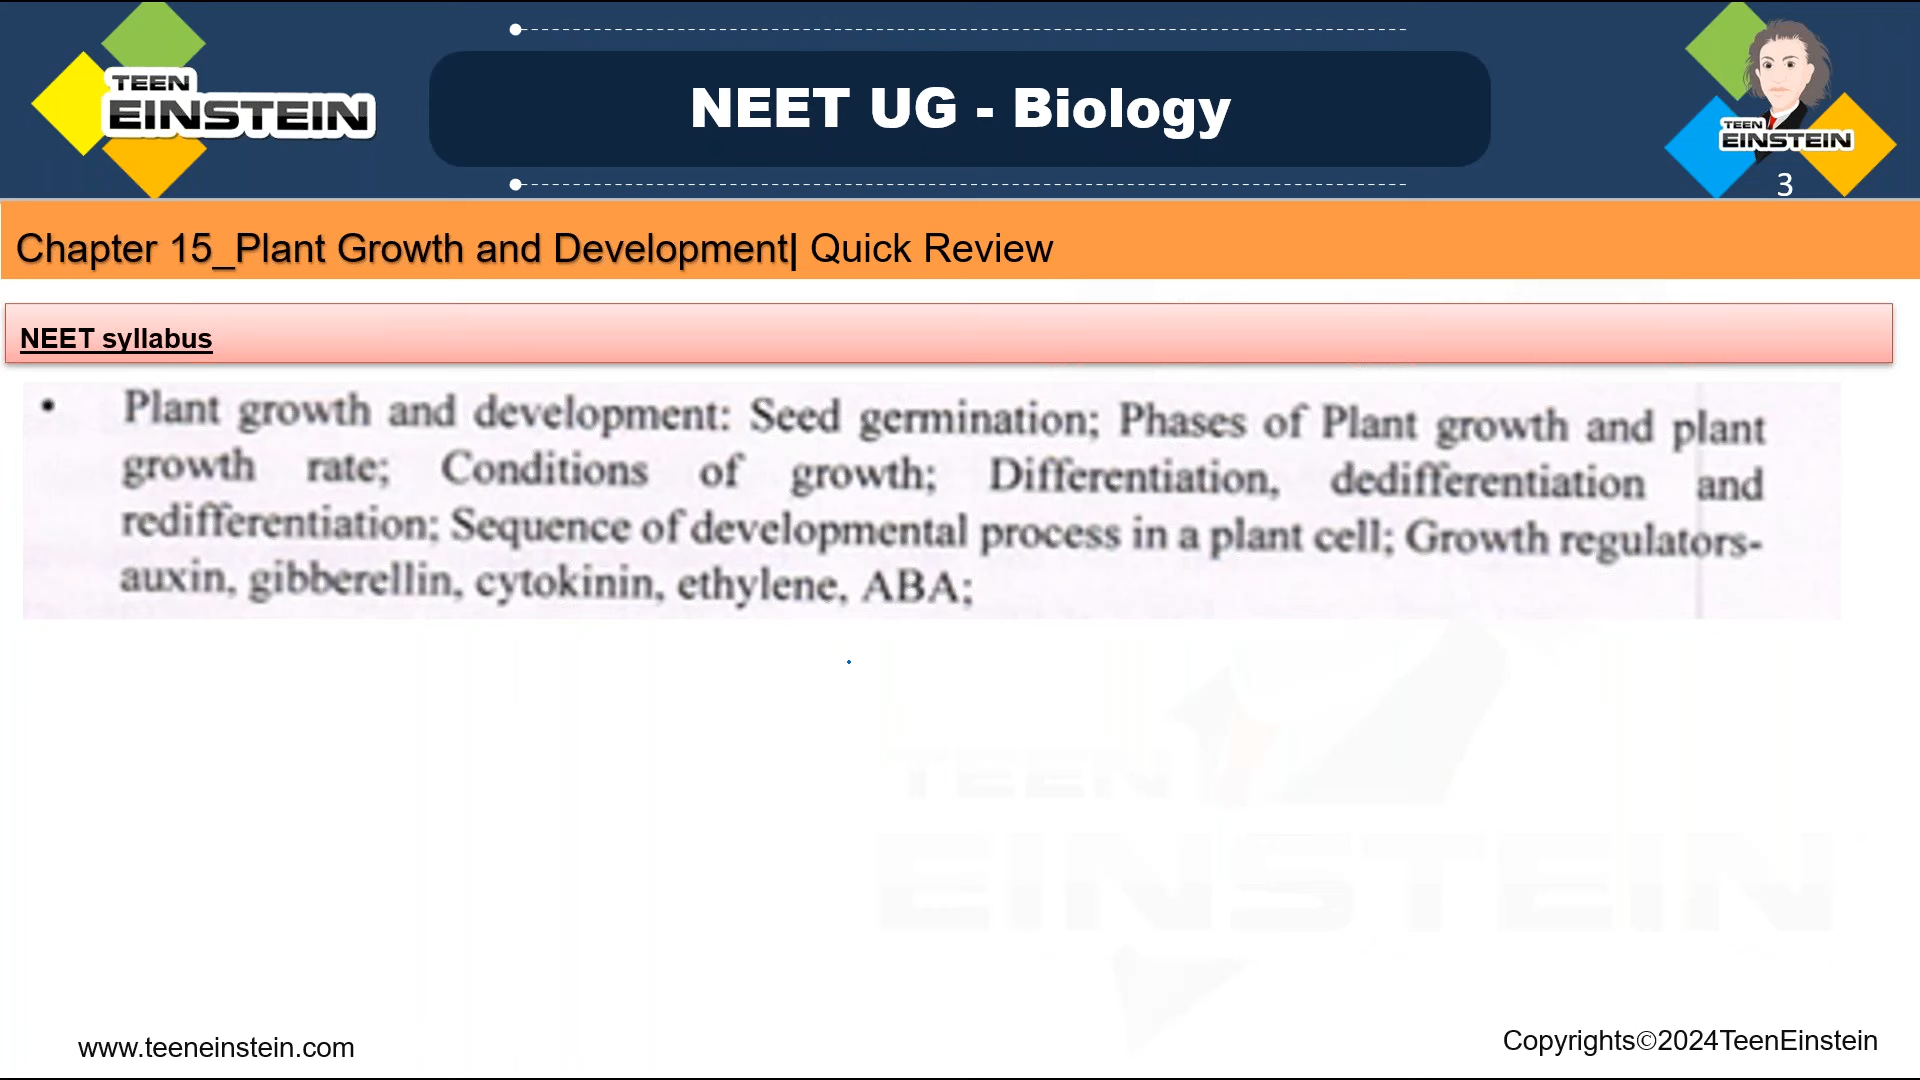 TEEN
EINSTEIN
NEET UG - Biology
TEEN
EINSTEIN
3
Chapter 15_Plant Growth and Development| Quick Review
NEET syllabus
• Plant growth and development: Seed germination; Phases of Plant growth and plant
growth rate; Conditions of growth; Differentiation, dedifferentiation and
redifferentiation; Sequence of developmental process in a plant cell; Growth regulators-
auxin, gibberellin, cytokinin, ethylene, ABA;
TEEN
EINSTEIN
www.teeneinstein.com
Copyrights©2024TeenEinstein